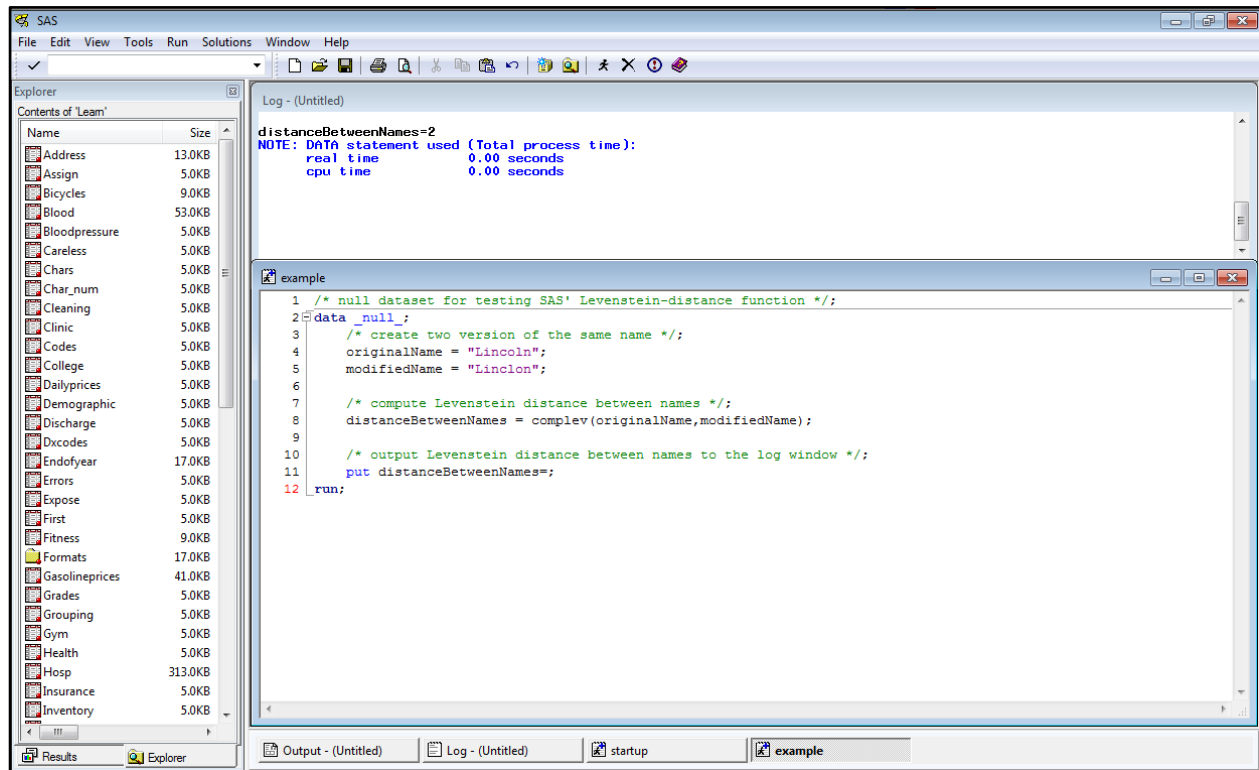 SAS
File Edit View Tools Run Solutions Window Help
Explorer
Contents of 'Learn'
Name Size
Address 13.0KB
Assign 5.0KB
Bicycles 9.0KB
Blood 53.0KB
Bloodpressure 5.0KB
Careless 5.0KB
Chars 5.0KB
Char_num 5.0KB
Cleaning 5.0KB
Clinic 5.0KB
Codes 5.0KB
College 5.0KB
Dailyprices 5.0KB
Demographic 5.0KB
Discharge 5.0KB
Dxcodes 5.0KB
Endofyear 17.0KB
Errors 5.0KB
Expose 5.0KB
First 5.0KB
Fitness 9.0KB
Formats 17.0KB
Gasolineprices 41.0KB
Grades 5.0KB
Grouping 5.0KB
Gym 5.0KB
Health 5.0KB
Hosp 313.0KB
Insurance 5.0KB
Inventory 5.0KB
Results Explorer
Log - (Untitled)
distanceBetweenNames=2
NOTE: DATA statement used (Total process time):
real time 0.00 seconds
cpu time 0.00 seconds
example
1 /* null dataset for testing SAS' Levenstein-distance function */;
2 data _null_;
3 /* create two version of the same name */;
4 originalName = "Lincoln";
5 modifiedName = "Linclon";
6
7 /* compute Levenstein distance between names */;
8 distanceBetweenNames = complev(originalName,modifiedName);
9
10 /* output Levenstein distance between names to the log window */;
11 put distanceBetweenNames=;
12 run;
Output - (Untitled) Log - (Untitled) startup example